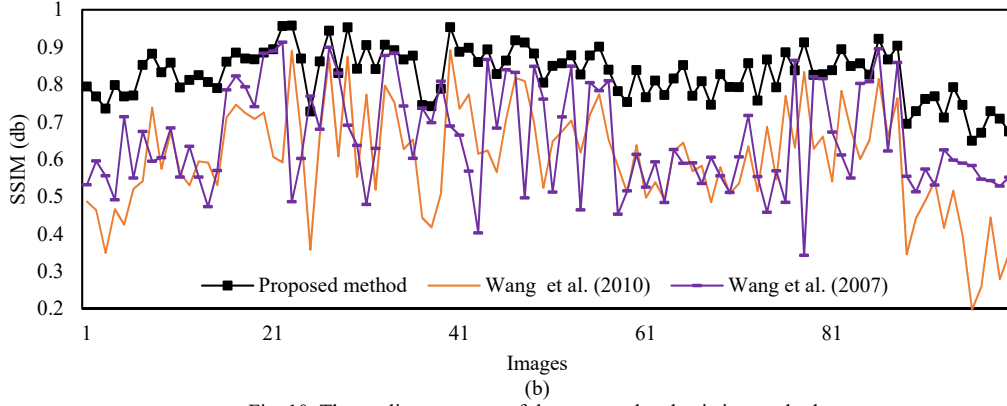 1
0.9
0.8
0.7
0.6
0.5
0.4
0.3
0.2
SSIM (db)
Proposed method
Wang et al. (2010)
Wang et al. (2007)
1 21 41 61 81
Images
(b)